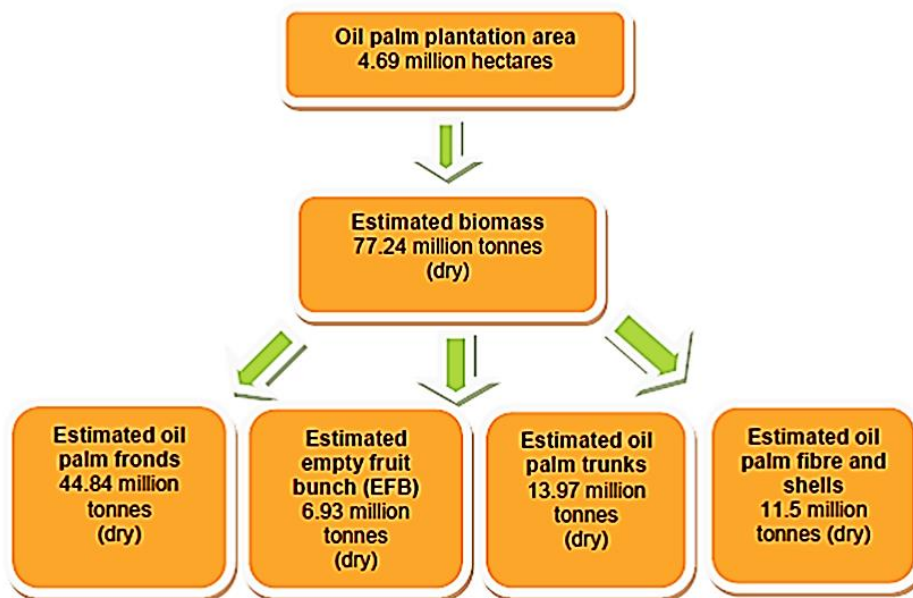 Oil palm plantation area
4.69 million hectares
Estimated biomass
77.24 million tonnes
(dry)
Estimated oil
palm fronds
44.84 million
tonnes
(dry)
Estimated
empty fruit
bunch (EFB)
6.93 million
tonnes
(dry)
Estimated oil
palm trunks
13.97 million
tonnes
(dry)
Estimated oil
palm fibre and
shells
11.5 million
tonnes (dry)